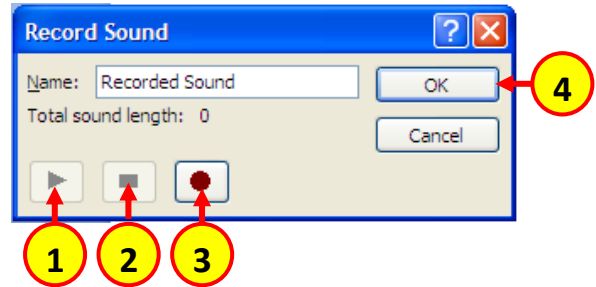 Record Sound ?
Name: Recorded Sound OK 4
Total sound length: 0
Cancel
1 2 3